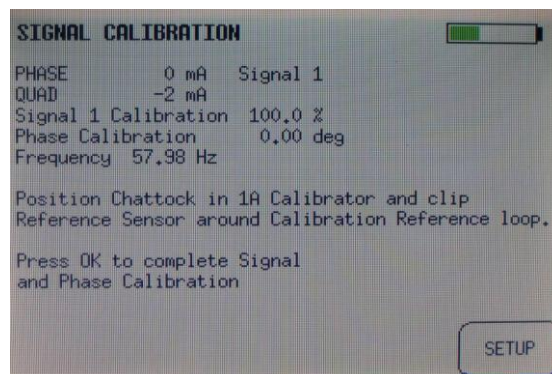 SIGNAL CALIBRATION
PHASE 0 mA Signal 1
QUAD -2 mA
Signal 1 Calibration 100.0 %
Phase Calibration 0.00 deg
Frequency 57.98 Hz
Position Chattock in 1A Calibrator and clip
Reference Sensor around Calibration Reference loop.
Press OK to complete Signal
and Phase Calibration
SETUP